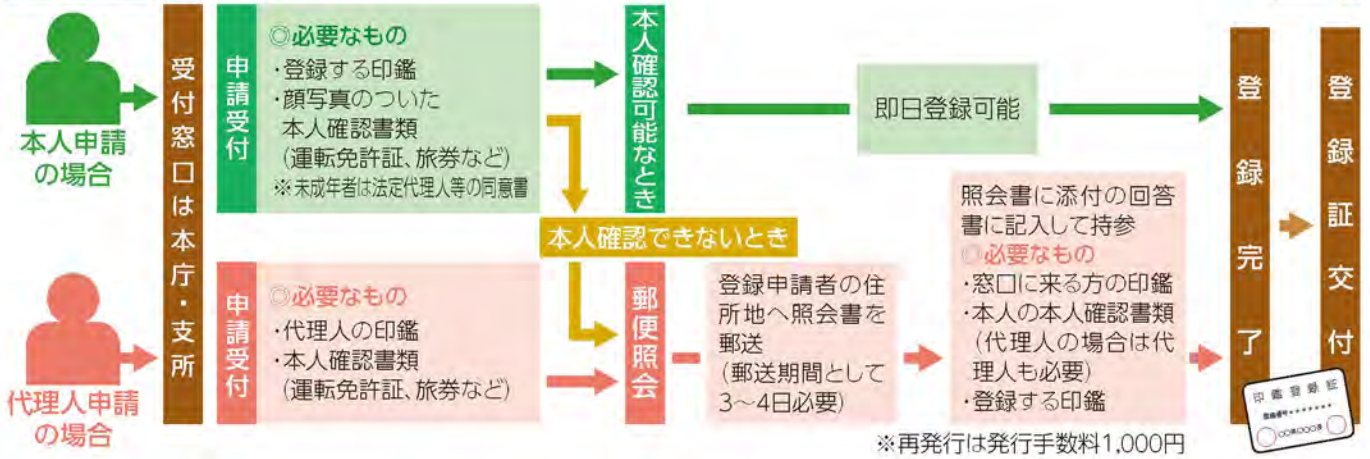 本人申請
の場合
受付窓口は本庁・支所
申請受付
◎必要なもの
・登録する印鑑
・顔写真のついた
本人確認書類
(運転免許証、旅券など)
※未成年者は法定代理人等の同意書
本人確認可能なとき
即日登録可能
本人確認できないとき
代理人申請
の場合
申請受付
◎必要なもの
・代理人の印鑑
・本人確認書類
(運転免許証、旅券など)
郵便照会
登録申請者の住
所地へ照会書を
郵送
(郵送期間として
3〜4日必要)
照会書に添付の回答
書に記入して持参
◎必要なもの
・窓口に来る方の印鑑
・本人の本人確認書類
(代理人の場合は代
理人も必要)
・登録する印鑑
※再発行は発行手数料1,000円
登録完了
登録証交付
印鑑登録証